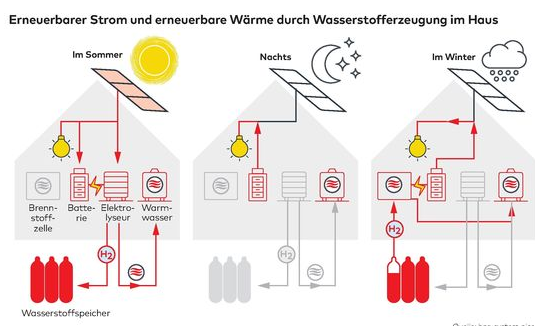 Erneuerbarer Strom und erneuerbare Wärme durch Wasserstofferzeugung im Haus
Im Sommer
Nachts
Im Winter
Brenn-
stoff-
zelle
Batte-
rie
Elektro-
lyseur
Warm-
wasser
H2
H2
H2
Wasserstoffspeicher